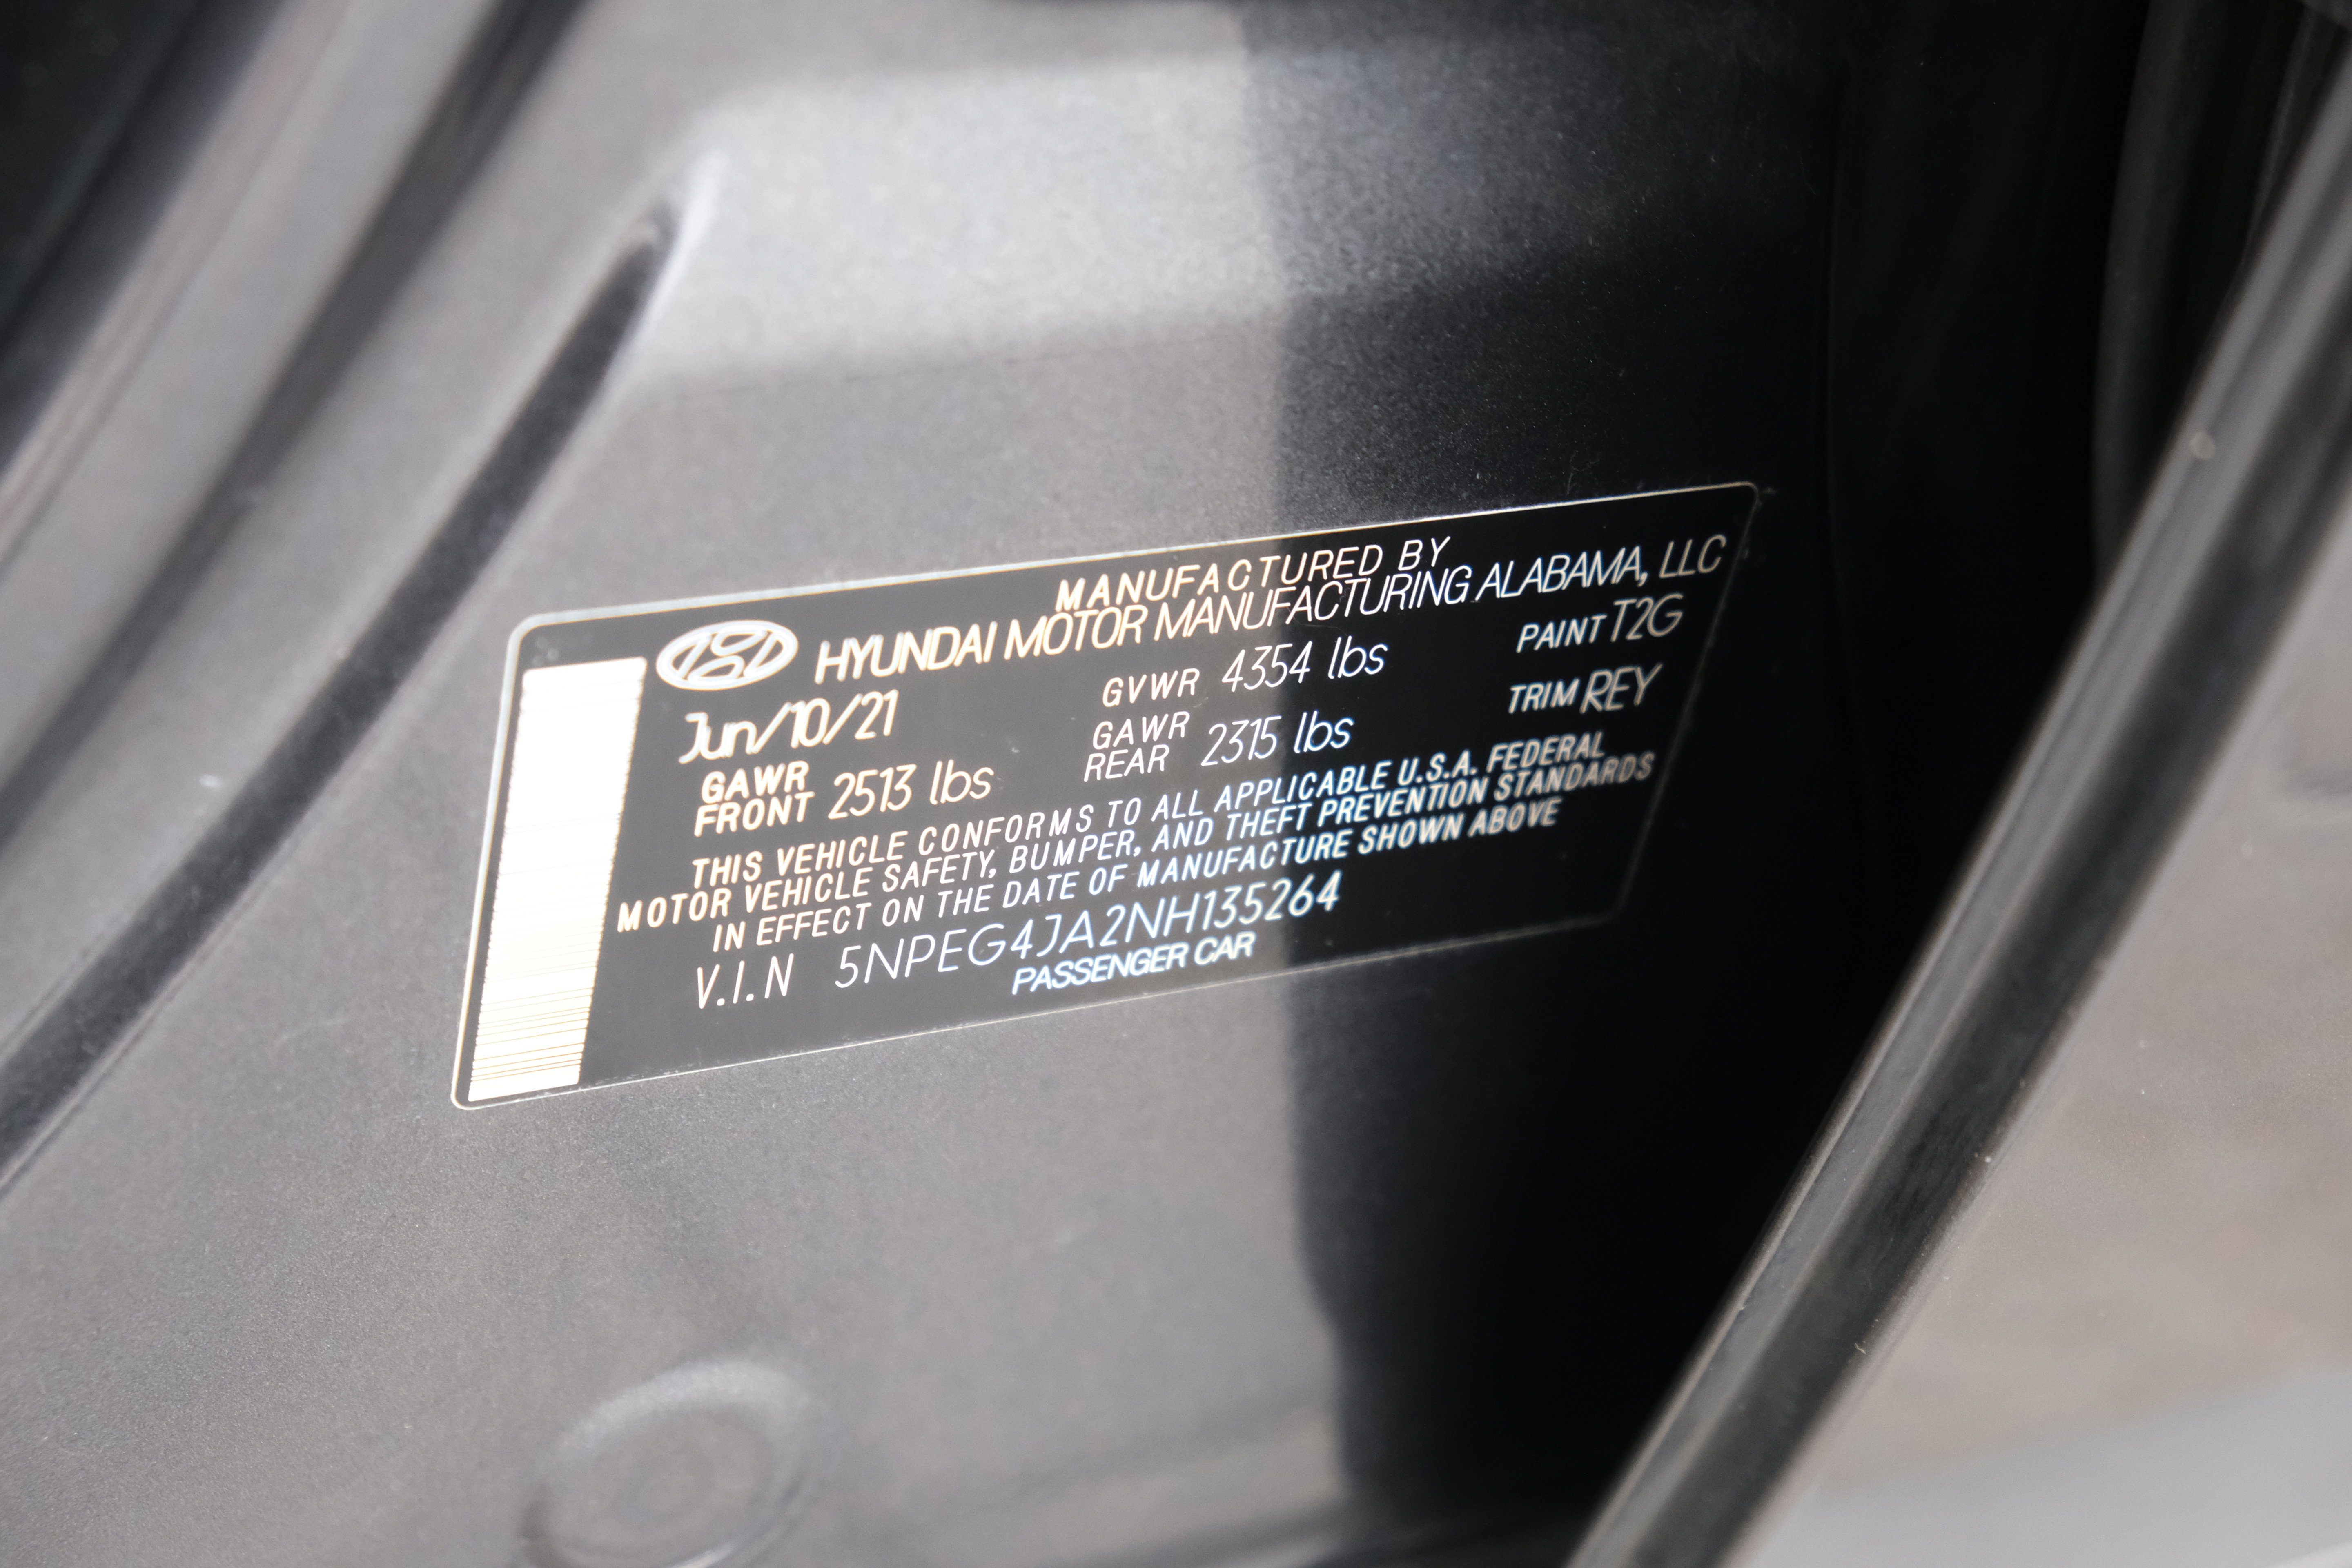 MANUFACTURED BY
HYUNDAI MOTOR MANUFACTURING ALABAMA, LLC
Jun/10/21 GVWR 4354 lbs PAINT T2G
GAWR FRONT 2513 lbs GAWR REAR 2315 lbs TRIM REY
THIS VEHICLE CONFORMS TO ALL APPLICABLE U.S.A. FEDERAL
MOTOR VEHICLE SAFETY, BUMPER, AND THEFT PREVENTION STANDARDS
IN EFFECT ON THE DATE OF MANUFACTURE SHOWN ABOVE
V.I.N 5NPEG4JA2NH135264
PASSENGER CAR